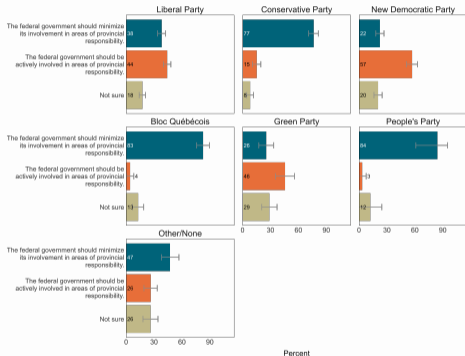 Liberal Party Conservative Party New Democratic Party
The federal government should minimize
its involvement in areas of provincial
responsibility.
38 77 22
The federal government should be
actively involved in areas of provincial
responsibility.
44 15 57
Not sure 18 8 20
Bloc Québécois Green Party People's Party
The federal government should minimize
its involvement in areas of provincial
responsibility.
83 26 84
The federal government should be
actively involved in areas of provincial
responsibility.
4 46 3
Not sure 13 29 12
30 60 90 30 60 90
Other/None
The federal government should minimize
its involvement in areas of provincial
responsibility.
47
The federal government should be
actively involved in areas of provincial
responsibility.
26
Not sure 26
0 30 60 90
Percent